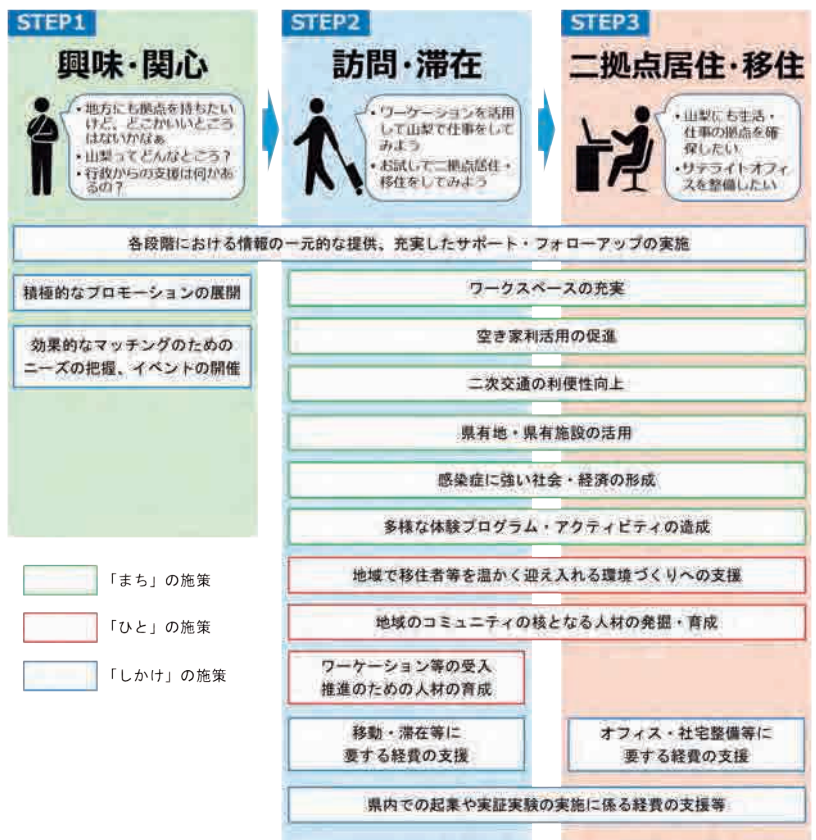 STEP1
興味・関心
・地方にも拠点を持ちたい
けど、どこかいいところ
はないかなぁ
・山梨ってどんなところ？
・行政からの支援は何かあ
るの？
STEP2
訪問・滞在
・ワーケーションを活用
して山梨で仕事をして
みよう
・お試しで二拠点居住・
移住をしてみよう
STEP3
二拠点居住・移住
・山梨にも生活・
仕事の拠点を確
保したい
・サテライトオフィ
スを整備したい
各段階における情報の一元的な提供、充実したサポート・フォローアップの実施
積極的なプロモーションの展開
効果的なマッチングのための
ニーズの把握、イベントの開催
ワークスペースの充実
空き家利活用の促進
二次交通の利便性向上
県有地・県有施設の活用
感染症に強い社会・経済の形成
多様な体験プログラム・アクティビティの造成
地域で移住者等を温かく迎え入れる環境づくりへの支援
地域のコミュニティの核となる人材の発掘・育成
ワーケーション等の受入
推進のための人材の育成
移動・滞在等に
要する経費の支援
オフィス・社宅整備等に
要する経費の支援
県内での起業や実証実験の実施に係る経費の支援等
「まち」の施策
「ひと」の施策
「しかけ」の施策